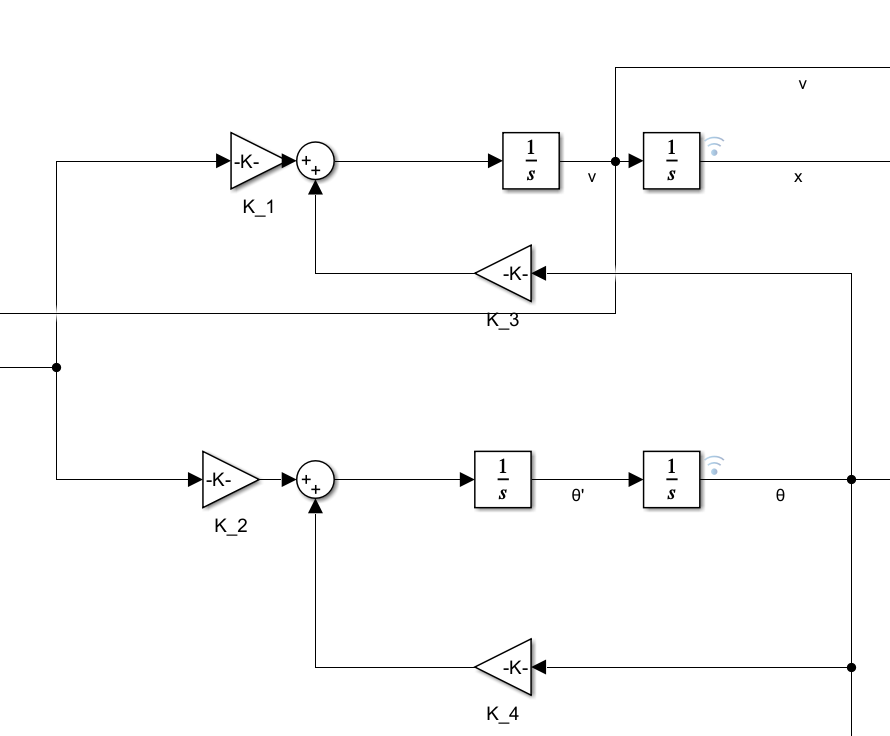 v
-K-
+
+
1
s
v
1
s
x
K_1
-K-
K_3
-K-
+
+
1
s
θ'
1
s
θ
K_2
-K-
K_4